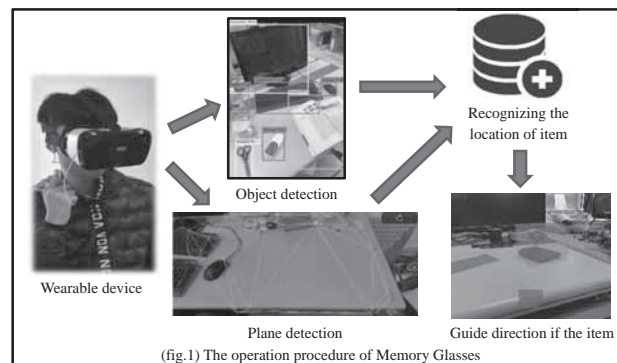 Recognizing the
location of item
Object detection
Wearable device
Plane detection
Guide direction if the item
(fig.1) The operation procedure of Memory Glasses